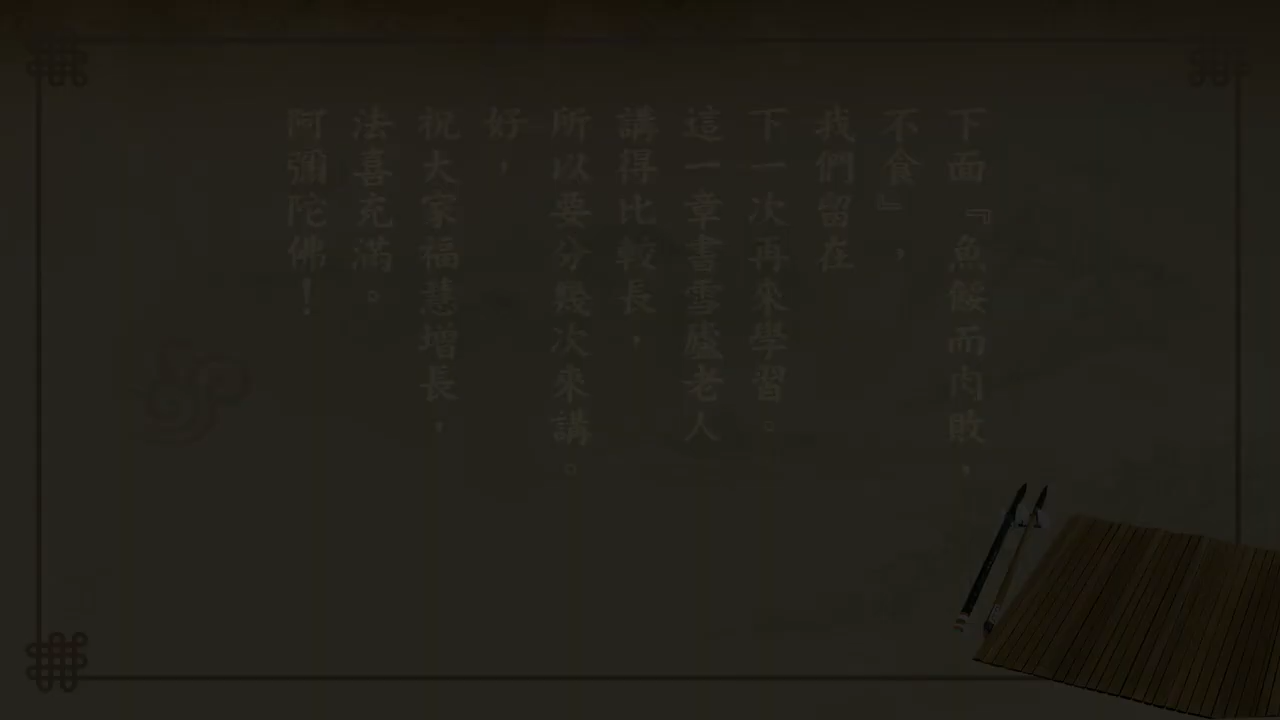 下面『魚餒而肉敗，
不食』，
我們留在
下一次再來學習。
這一章書雪廬老人
講得比較長，
所以要分幾次來講。
好，
祝大家福慧增長，
法喜充滿。
阿彌陀佛！